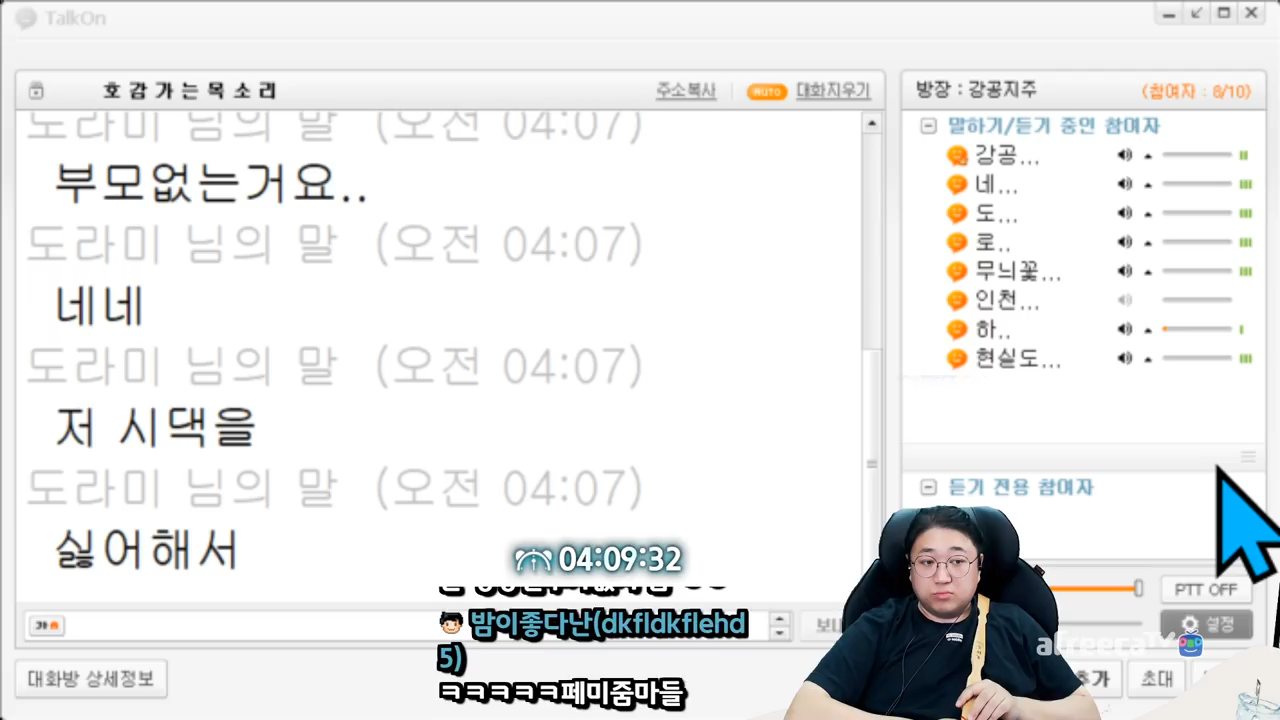 TalkOn
호감가는목소리
주소복사
AUTO
대화지우기
도라미 님의 말 (오전 04:07)
부모없는거요..
도라미 님의 말 (오전 04:07)
네네
도라미 님의 말 (오전 04:07)
저 시댁을
도라미 님의 말 (오전 04:07)
싫어해서
방장 : 강공지주
(참여자 : 8/10)
말하기/듣기 중인 참여자
강공...
네...
도...
로..
무늬꽃...
인천...
하..
현실도...
듣기 전용 참여자
PTT OFF
설정
04:09:32
밤이좋다난(dkfldkflehd
5)
ㅋㅋㅋㅋㅋ페미줌마들
가
대화방 상세정보
초대